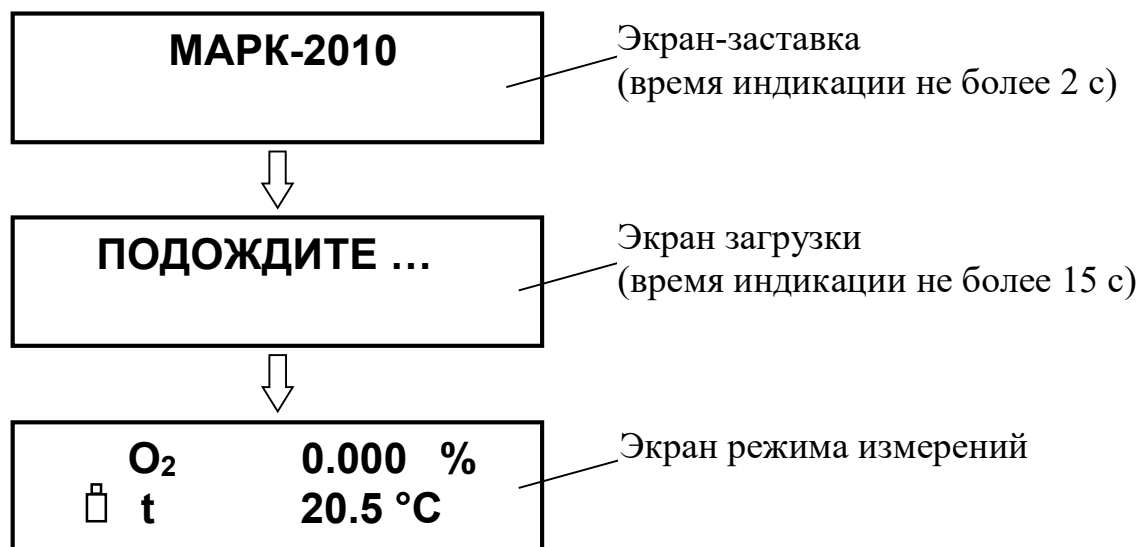 МАРК-2010
Экран-заставка
(время индикации не более 2 с)
ПОДОЖДИТЕ ...
Экран загрузки
(время индикации не более 15 с)
O₂ 0.000 %
t 20.5 °C
Экран режима измерений